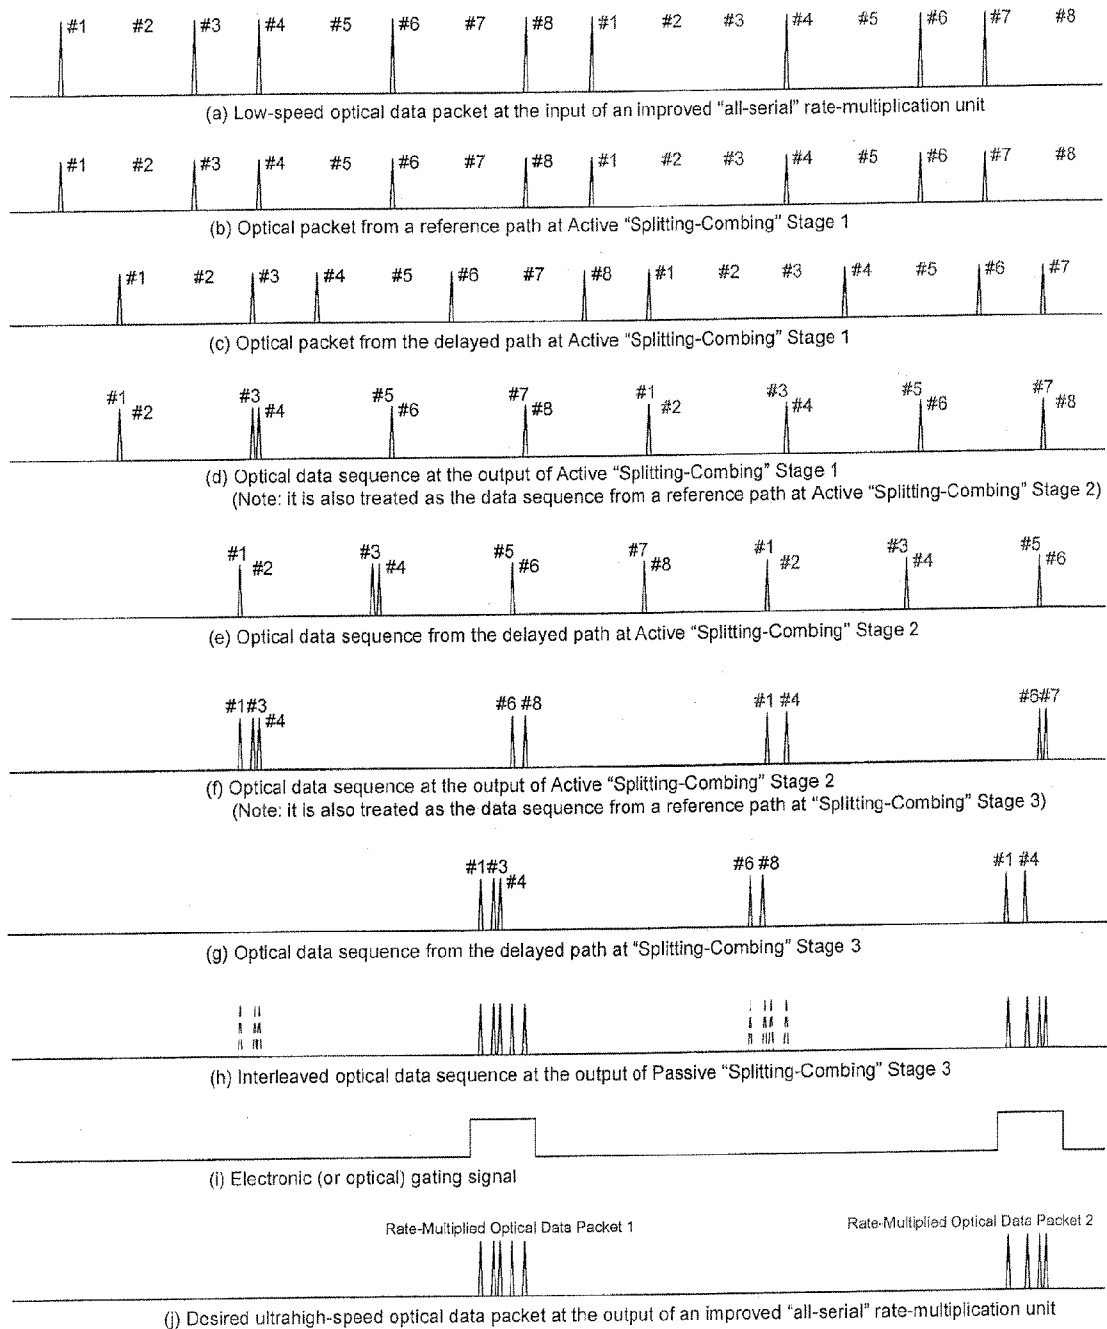 #1 #2 #3 #4 #5 #6 #7 #8 #1 #2 #3 #4 #5 #6 #7 #8
(a) Low-speed optical data packet at the input of an improved “all-serial” rate-multiplication unit
#1 #2 #3 #4 #5 #6 #7 #8 #1 #2 #3 #4 #5 #6 #7 #8
(b) Optical packet from a reference path at Active “Splitting-Combing” Stage 1
#1 #2 #3 #4 #5 #6 #7 #8 #1 #2 #3 #4 #5 #6 #7
(c) Optical packet from the delayed path at Active “Splitting-Combing” Stage 1
#1 #3 #5 #7 #1 #3 #5 #7
#2 #4 #6 #8 #2 #4 #6 #8
(d) Optical data sequence at the output of Active “Splitting-Combing” Stage 1
(Note: it is also treated as the data sequence from a reference path at Active “Splitting-Combing” Stage 2)
#1 #3 #5 #7 #1 #3 #5
#2 #4 #6 #8 #2 #4 #6
(e) Optical data sequence from the delayed path at Active “Splitting-Combing” Stage 2
#1#3 #6 #8 #1 #4 #6#7
#4
(f) Optical data sequence at the output of Active “Splitting-Combing” Stage 2
(Note: it is also treated as the data sequence from a reference path at “Splitting-Combing” Stage 3)
#1#3 #6 #8 #1 #4
#4
(g) Optical data sequence from the delayed path at “Splitting-Combing” Stage 3
(h) Interleaved optical data sequence at the output of Passive “Splitting-Combing” Stage 3
(i) Electronic (or optical) gating signal
Rate-Multiplied Optical Data Packet 1 Rate-Multiplied Optical Data Packet 2
(j) Desired ultrahigh-speed optical data packet at the output of an improved “all-serial” rate-multiplication unit